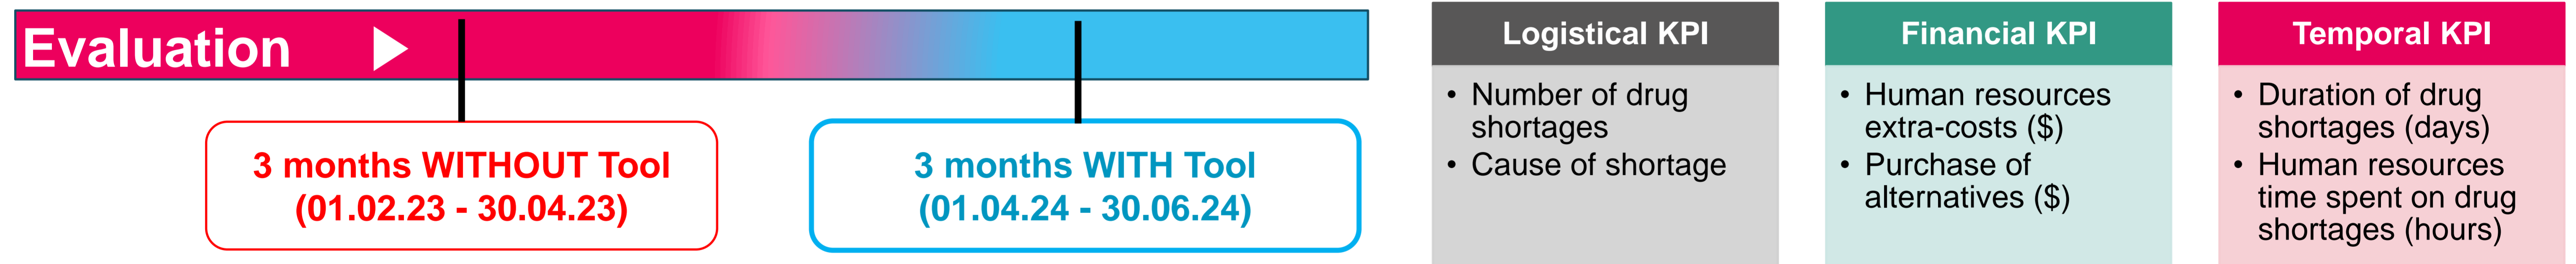 Evaluation
3 months WITHOUT Tool
(01.02.23 - 30.04.23)
3 months WITH Tool
(01.04.24 - 30.06.24)
Logistical KPI
• Number of drug
shortages
• Cause of shortage
Financial KPI
• Human resources
extra-costs ($)
• Purchase of
alternatives ($)
Temporal KPI
• Duration of drug
shortages (days)
• Human resources
time spent on drug
shortages (hours)